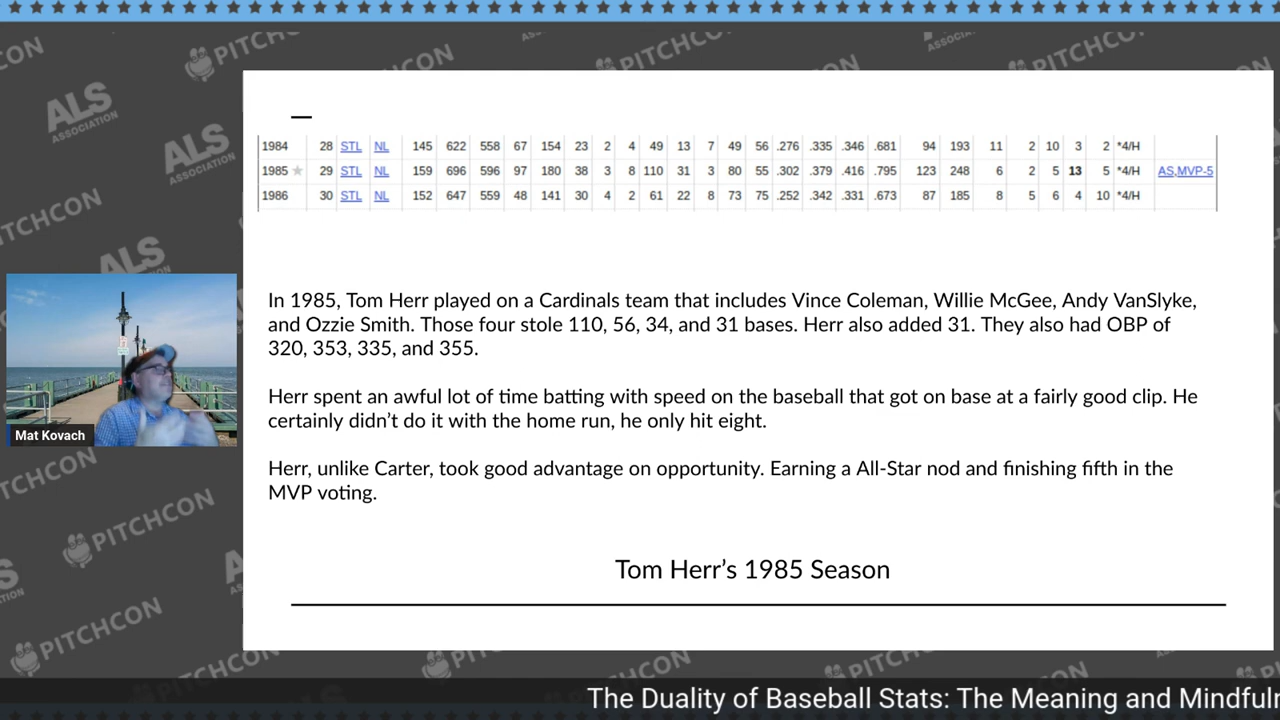 PITCHCON
ALS
ASSOCIATION
1984 28 STL NL 145 622 558 67 154 23 2 4 49 13 7 49 56 .276 .335 .346 .681 94 193 11 2 10 3 2 *4/H
1985 29 STL NL 159 696 596 97 180 38 3 8 110 31 3 80 55 .302 .379 .416 .795 123 248 6 2 5 13 5 *4/H AS,MVP-5
1986 30 STL NL 152 647 559 48 141 30 4 2 61 22 8 73 75 .252 .342 .331 .673 87 185 8 5 6 4 10 *4/H
In 1985, Tom Herr played on a Cardinals team that includes Vince Coleman, Willie McGee, Andy VanSlyke,
and Ozzie Smith. Those four stole 110, 56, 34, and 31 bases. Herr also added 31. They also had OBP of
320, 353, 335, and 355.
Herr spent an awful lot of time batting with speed on the baseball that got on base at a fairly good clip. He
certainly didn't do it with the home run, he only hit eight.
Herr, unlike Carter, took good advantage on opportunity. Earning a All-Star nod and finishing fifth in the
MVP voting.
Tom Herr's 1985 Season
Mat Kovach
The Duality of Baseball Stats: The Meaning and Mindfuln